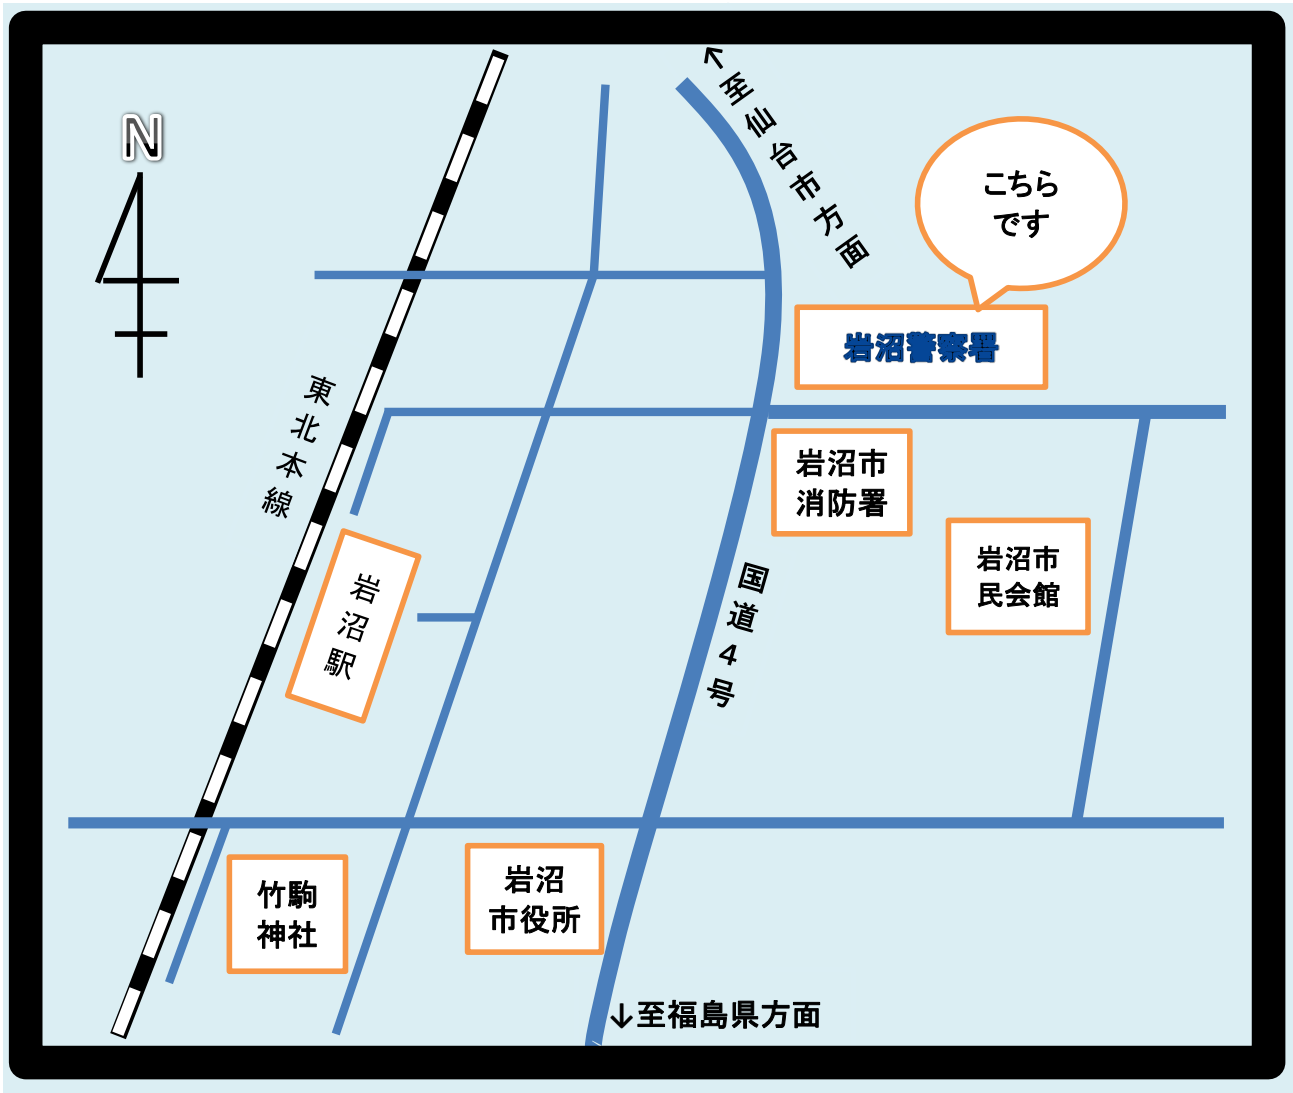 N
↑至仙台市方面
こちら
です
岩沼警察署
東北本線
岩沼市
消防署
岩沼市
民会館
国道4号
岩沼駅
竹駒
神社
岩沼
市役所
↓至福島県方面